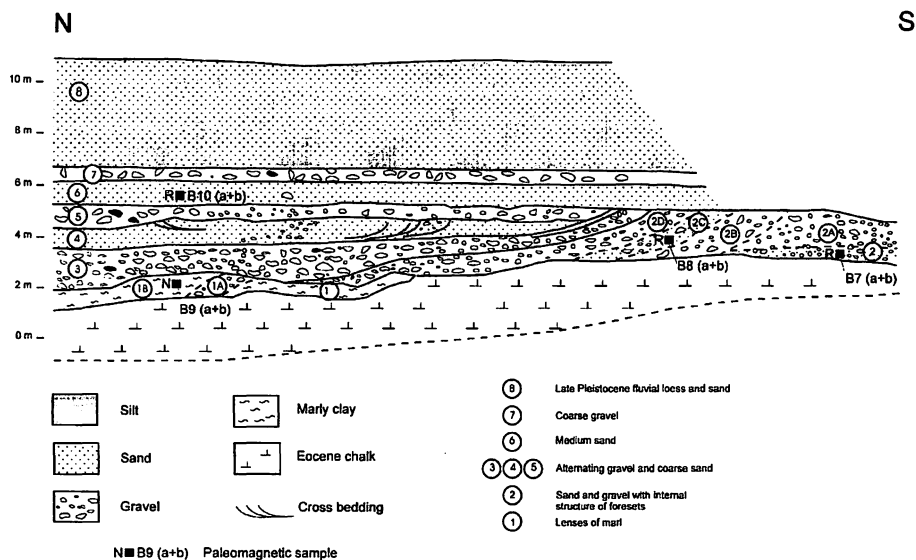 N
S
10 m
8 m
6 m
4 m
2 m
0 m
8
7
6
R B10 (a+b)
5
4
3
1B
N
1A
1
B9 (a+b)
2D
2C
2B
2A
2
R
B8 (a+b)
R
B7 (a+b)
Silt
Sand
Gravel
Marly clay
Eocene chalk
Cross bedding
N B9 (a+b) Paleomagnetic sample
8 Late Pleistocene fluvial loess and sand
7 Coarse gravel
6 Medium sand
3 4 5 Alternating gravel and coarse sand
2 Sand and gravel with internal
structure of foresets
1 Lenses of marl